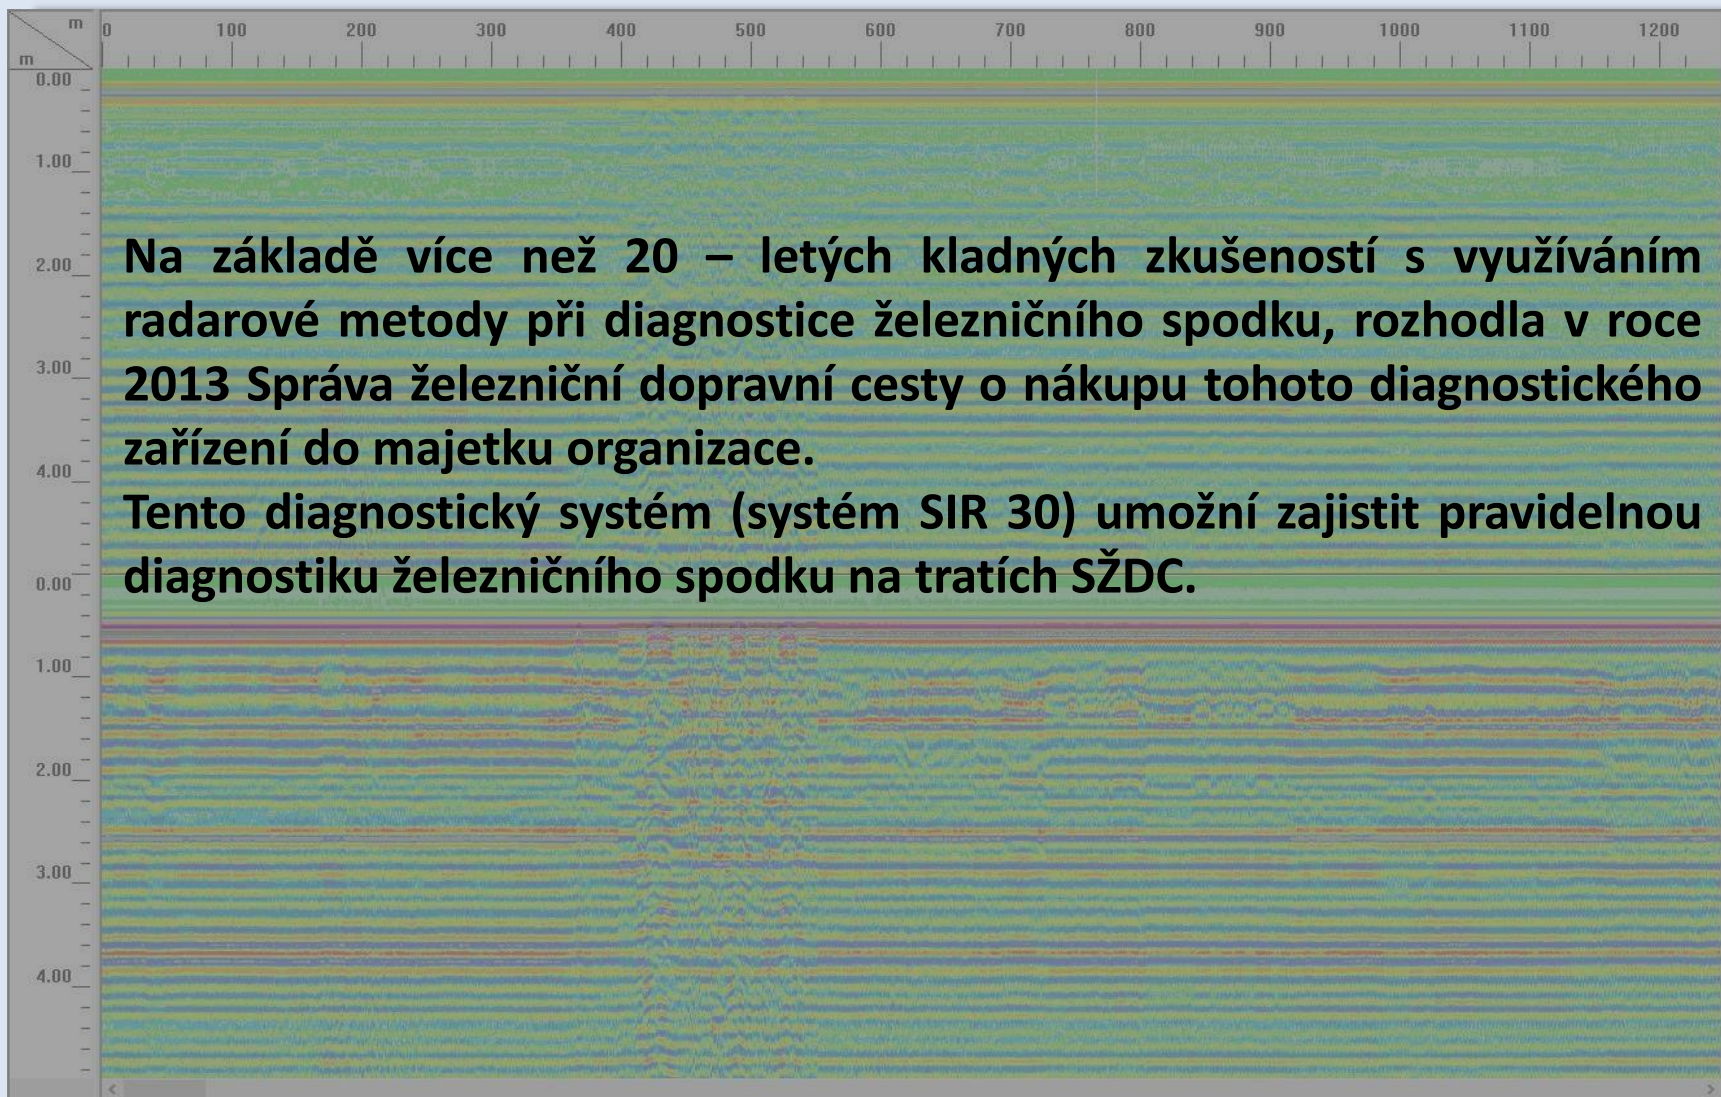 m
0 100 200 300 400 500 600 700 800 900 1000 1100 1200
m
0.00
1.00
2.00
3.00
4.00
Na základě více než 20 – letých kladných zkušeností s využíváním
radarové metody při diagnostice železničního spodku, rozhodla v roce
2013 Správa železniční dopravní cesty o nákupu tohoto diagnostického
zařízení do majetku organizace.
Tento diagnostický systém (systém SIR 30) umožní zajistit pravidelnou
diagnostiku železničního spodku na tratích SŽDC.
0.00
1.00
2.00
3.00
4.00